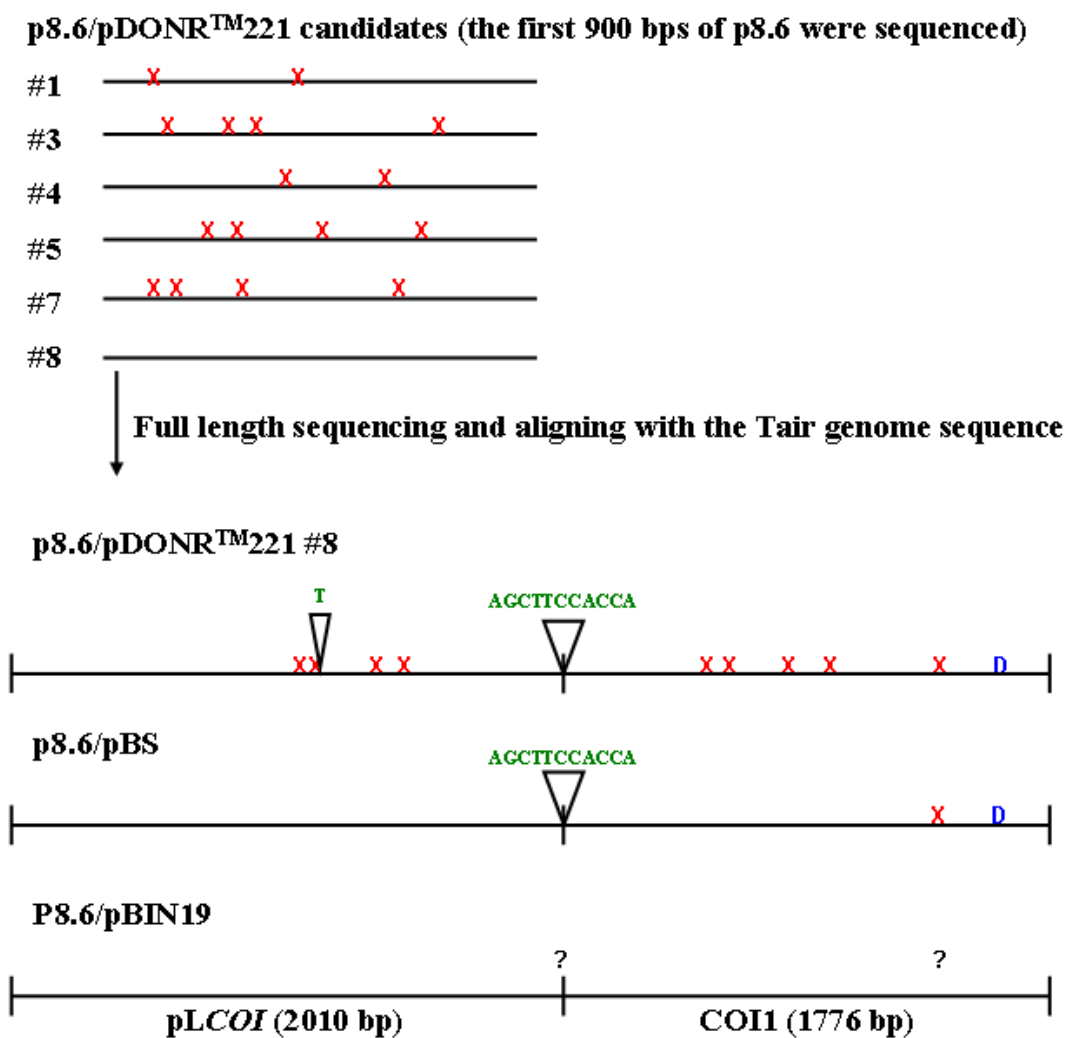 p8.6/pDONR™221 candidates (the first 900 bps of p8.6 were sequenced)
#1 X X
#3 X X X X
#4 X X
#5 X X X X
#7 X X X X
#8
Full length sequencing and aligning with the Tair genome sequence
p8.6/pDONR™221 #8
T AGCTTCCACCA
X X X X X X X X X D
p8.6/pBS
AGCTTCCACCA
X D
P8.6/pBIN19
? ?
pLCOI (2010 bp) COI1 (1776 bp)